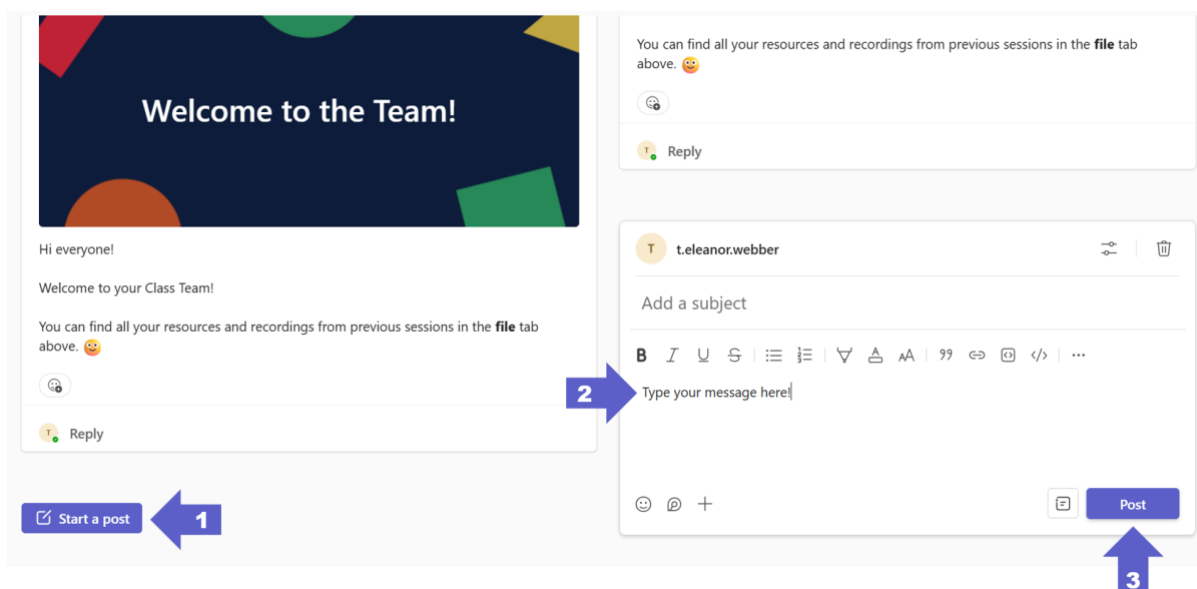 Welcome to the Team!
Hi everyone!
Welcome to your Class Team!
You can find all your resources and recordings from previous sessions in the file tab
above.
T
Reply
Start a post
1
You can find all your resources and recordings from previous sessions in the file tab
above.
T
Reply
T t.eleanor.webber
Add a subject
B I U S AA
2
Type your message here!
Post
3